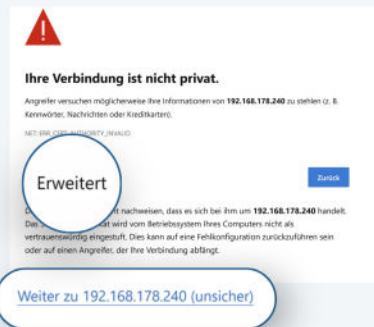 Ihre Verbindung ist nicht privat.
Angreifer versuchen möglicherweise Ihre Informationen von 192.168.178.240 zu stehlen (z. B.
Kennwörter, Nachrichten oder Kreditkarten).
NET::ERR_CERT_AUTHORITY_INVALID
Zurück
Erweitert
nachweisen, dass es sich bei ihm um 192.168.178.240 handelt.
Das wird vom Betriebssystem Ihres Computers nicht als
vertrauenswürdig eingestuft. Dies kann auf eine Fehlkonfiguration zurückzuführen sein
oder auf einen Angreifer, der Ihre Verbindung abfängt.
Weiter zu 192.168.178.240 (unsicher)